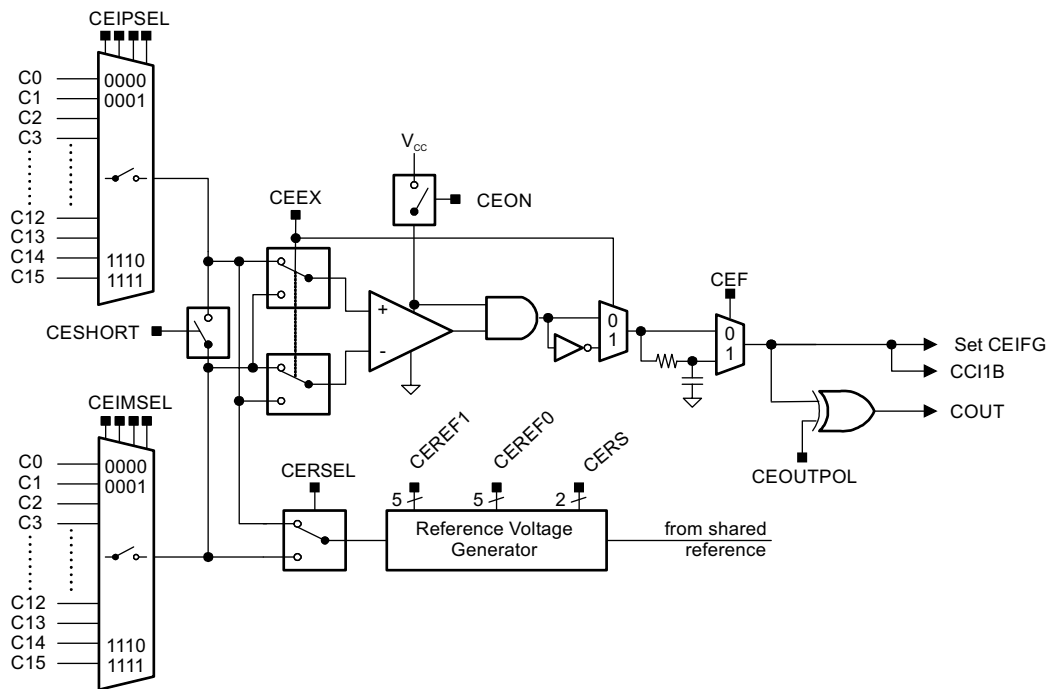 CEIPSEL
C0
0000
C1
0001
C2
C3
C12
C13
C14
1110
C15
1111
VCC
CEEX
CEON
CESHORT
+
-
0
1
CEF
0
1
Set CEIFG
CCI1B
COUT
CEOUTPOL
CEIMSEL
C0
0000
C1
0001
C2
C3
C12
C13
C14
1110
C15
1111
CERSEL
CEREF1
CEREF0
CERS
5
5
2
Reference Voltage
Generator
from shared
reference